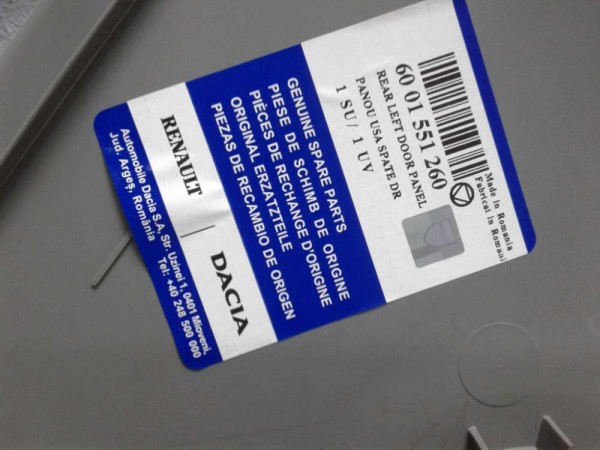 60 01 551 260
REAR LEFT DOOR PANEL
PANOU USA SPATE DR
1 SU/ 1 UV
Made in Romania
Fabricat in Romania
GENUINE SPARE PARTS
PIESE DE SCHIMB DE ORIGINE
PIÈCES DE RECHANGE D'ORIGINE
ORIGINAL ERZATZTEILE
PIEZAS DE RECAMBIO DE ORIGEN
RENAULT | DACIA
Automobile Dacia S.A, Str. Uzinei 1, 0401 Mioveni,
Jud. Argeş, România Tel: +40 248 500 000